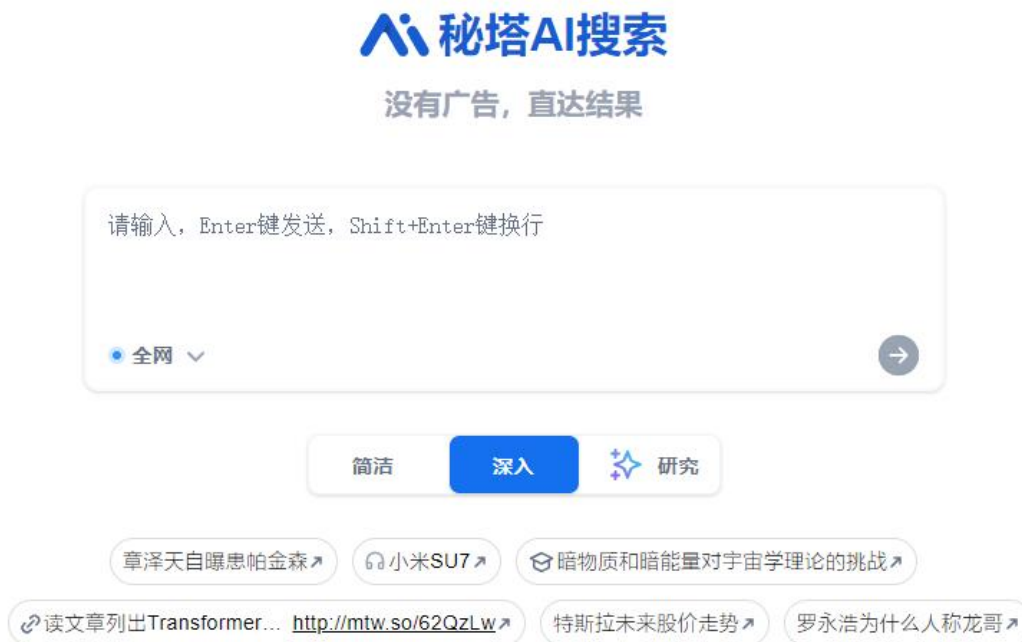 秘塔AI搜索
没有广告，直达结果
请输入，Enter键发送，Shift+Enter键换行
全网
简洁 深入 研究
章泽天自曝患帕金森 小米SU7 暗物质和暗能量对宇宙学理论的挑战
读文章列出Transformer... http://mtw.so/62QzLw 特斯拉未来股价走势 罗永浩为什么人称龙哥